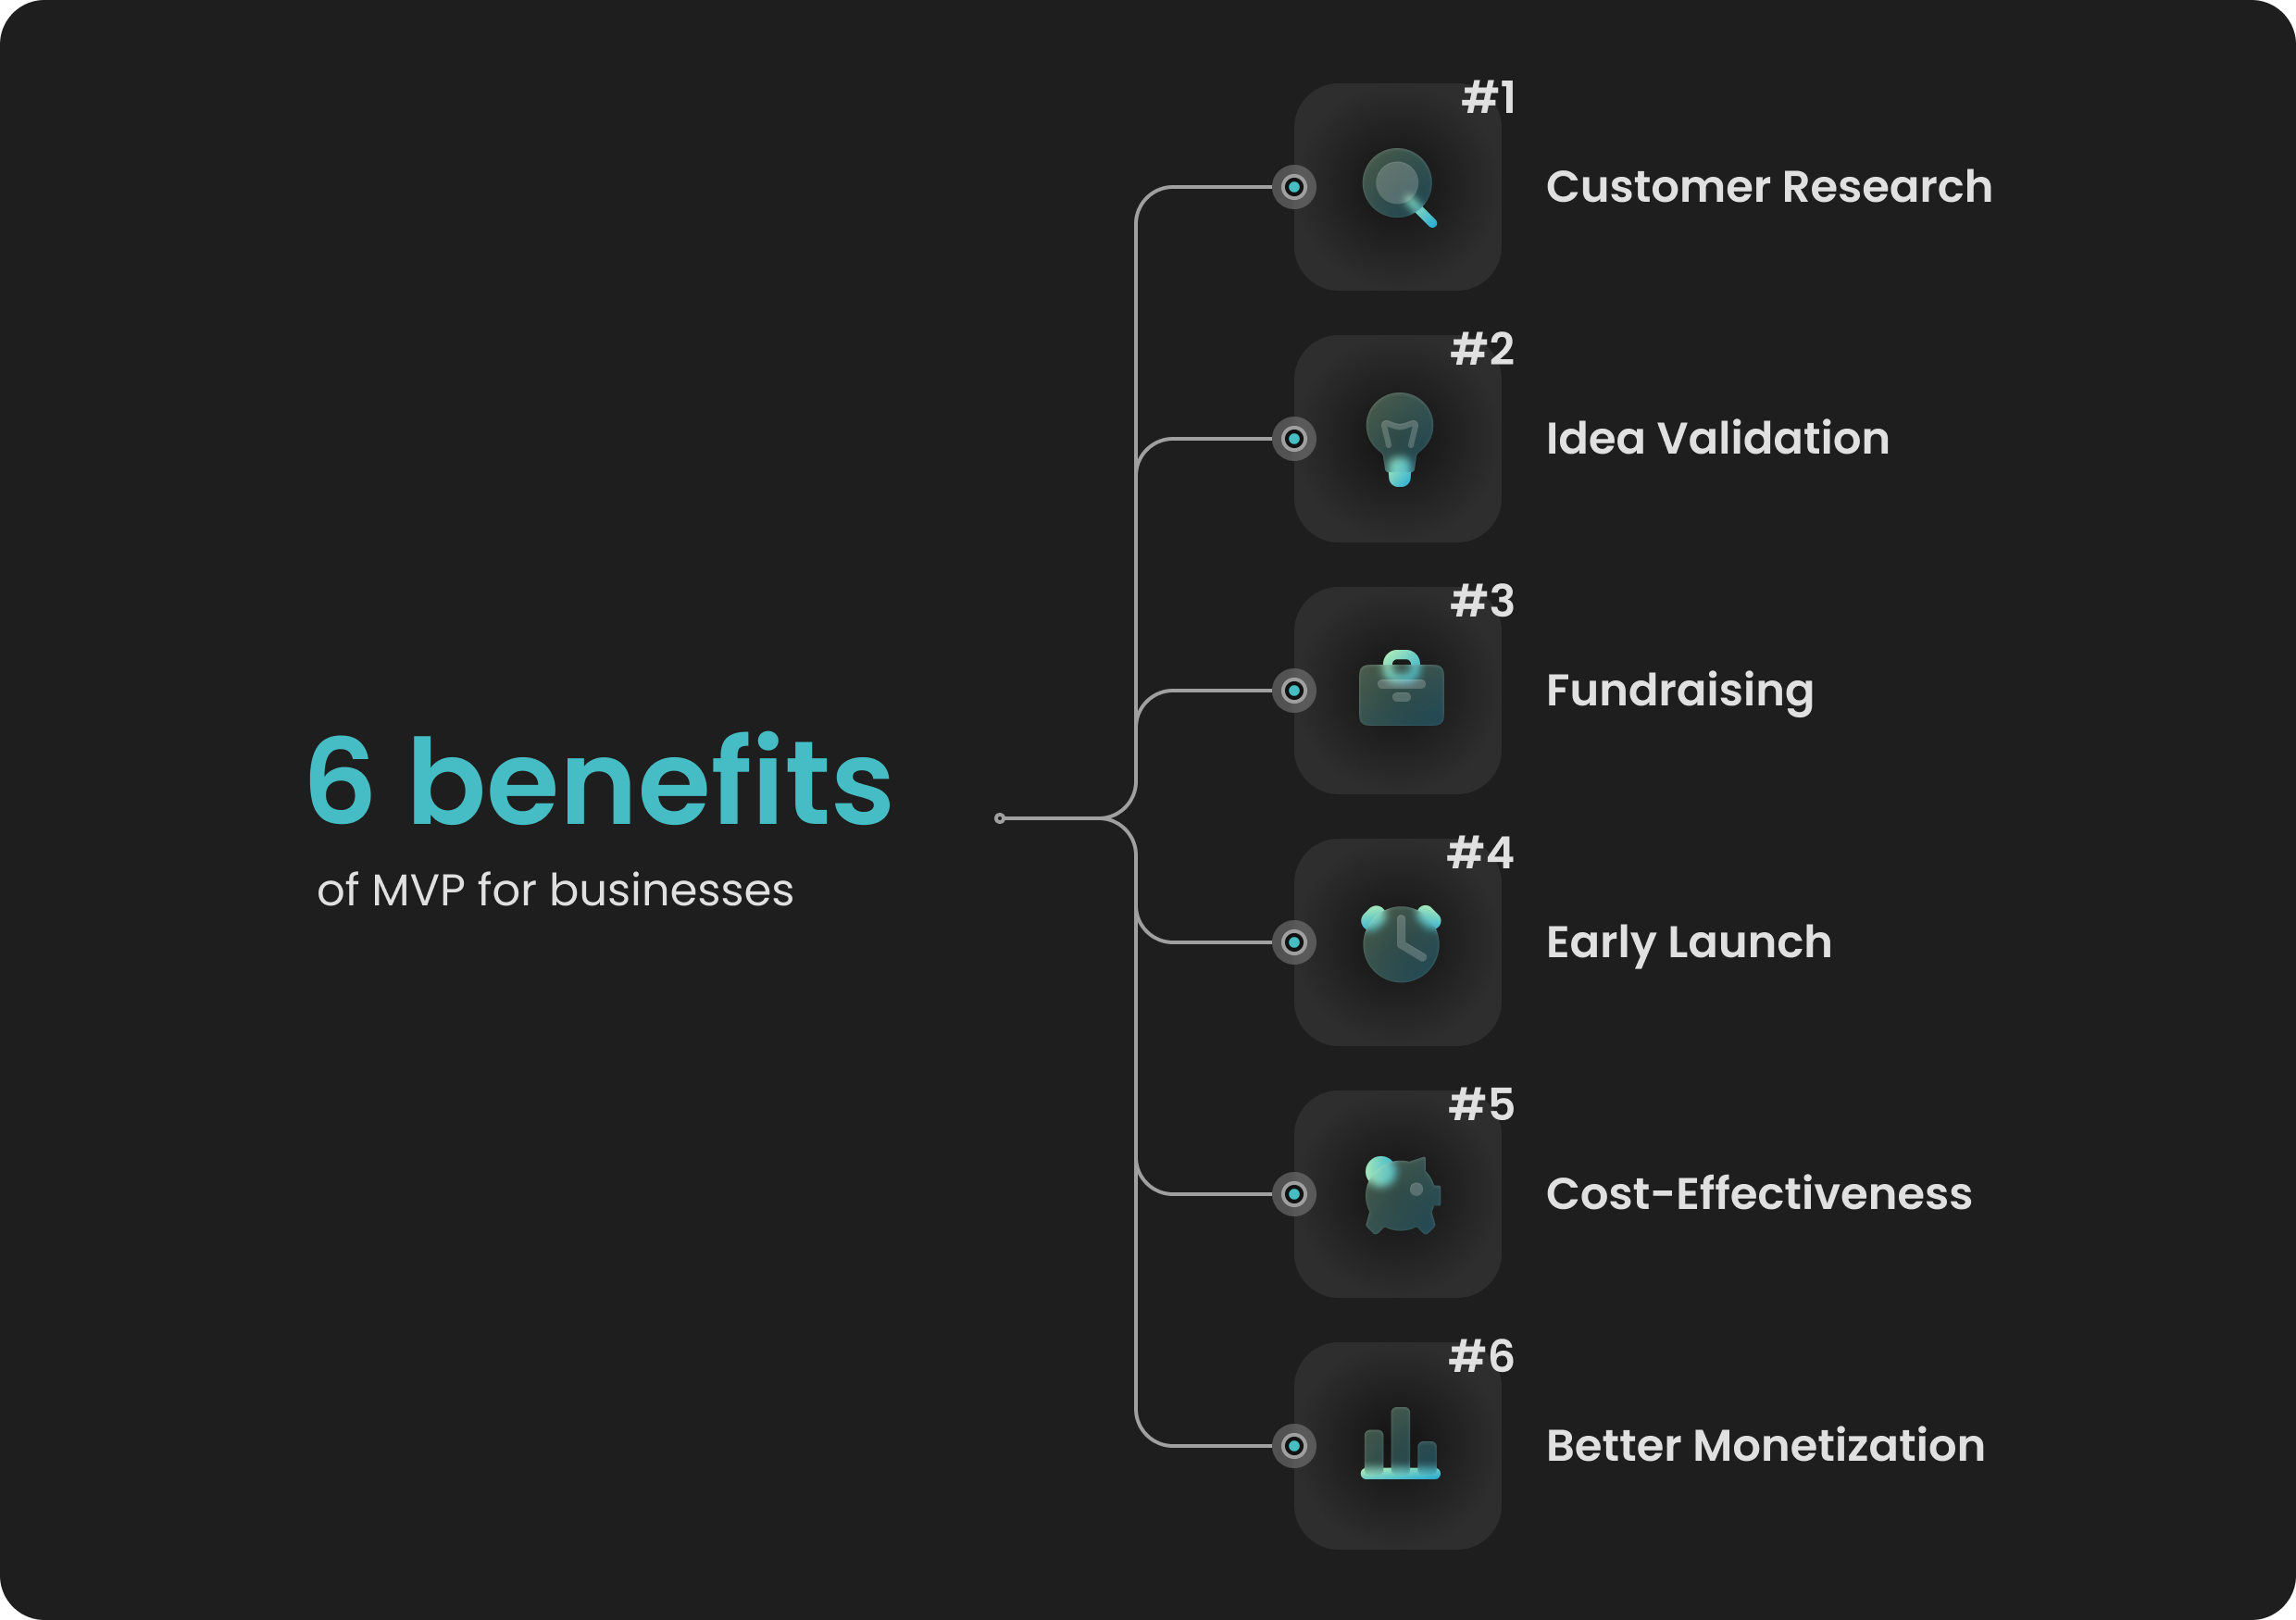 6 benefits
of MVP for businesses
#1
Customer Research
#2
Idea Validation
#3
Fundraising
#4
Early Launch
#5
Cost-Effectiveness
#6
Better Monetization